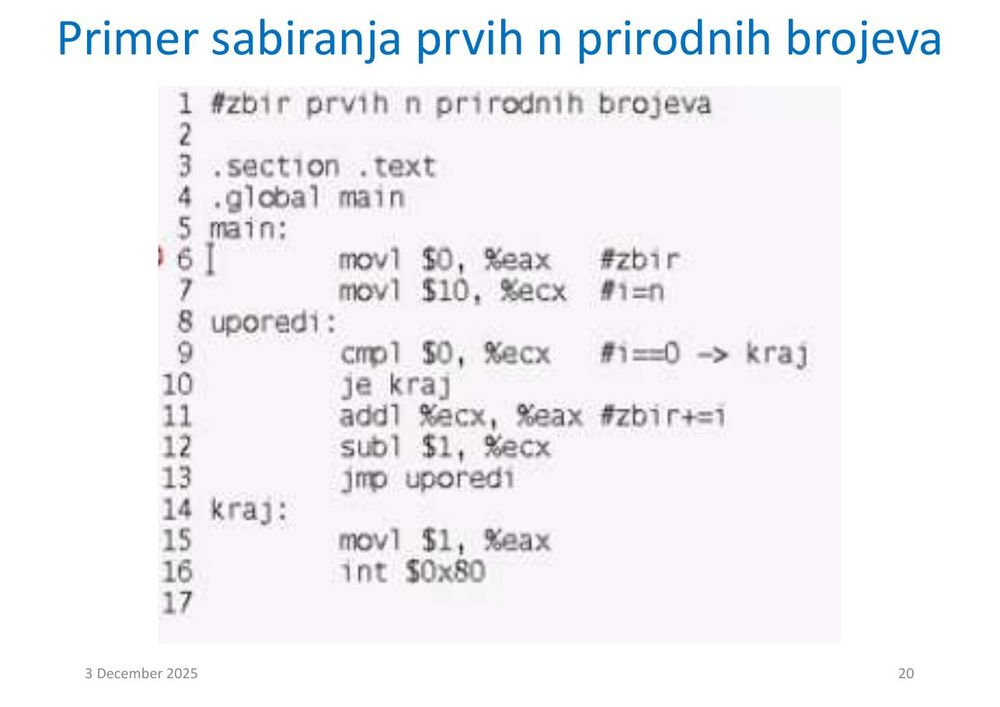 Primer sabiranja prvih n prirodnih brojeva
1 #zbir prvih n prirodnih brojeva
2
3 .section .text
4 .global main
5 main:
6 movl $0, %eax #zbir
7 movl $10, %ecx #i=n
8 uporedi:
9 cmpl $0, %ecx #i==0 -> kraj
10 je kraj
11 addl %ecx, %eax #zbir+=i
12 subl $1, %ecx
13 jmp uporedi
14 kraj:
15 movl $1, %eax
16 int $0x80
17
3 December 2025 20